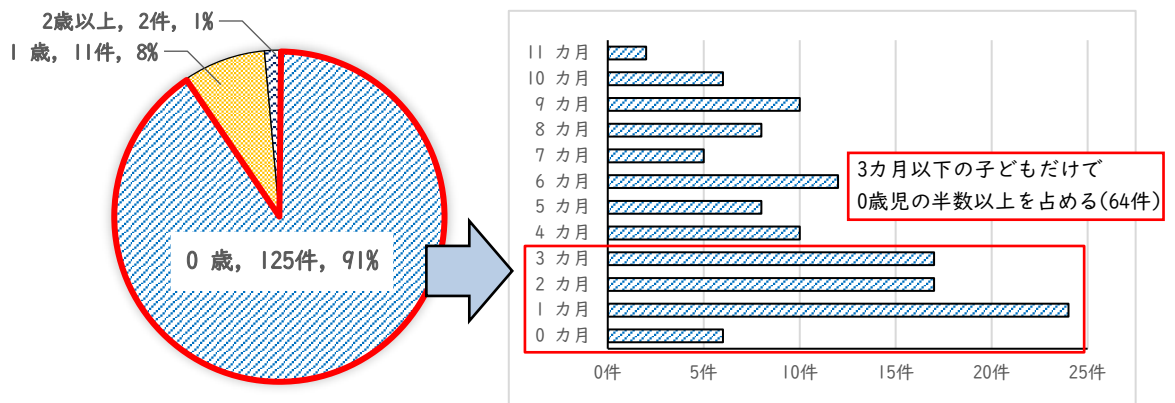 2歳以上, 2件, 1%
1 歳, 11件, 8%
0 歳, 125件, 91%
11 カ月
10 カ月
9 カ月
8 カ月
7 カ月
6 カ月
5 カ月
4 カ月
3 カ月
2 カ月
1 カ月
0 カ月
3カ月以下の子どもだけで
0歳児の半数以上を占める(64件)
0件 5件 10件 15件 20件 25件